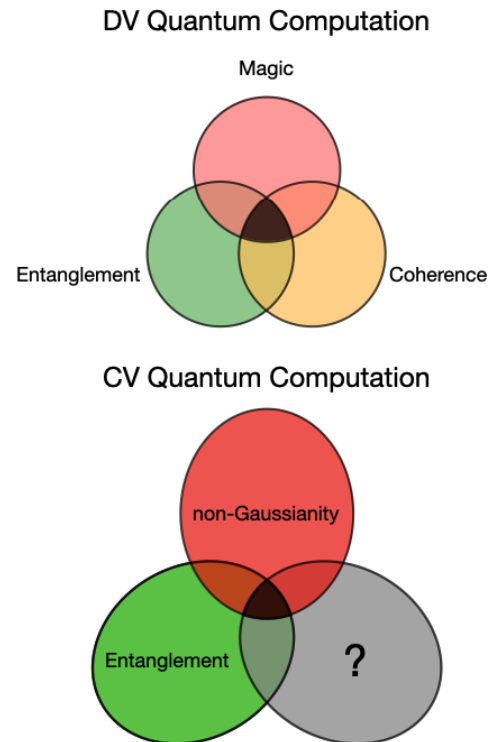 DV Quantum Computation
Magic
Entanglement
Coherence
CV Quantum Computation
non-Gaussianity
Entanglement
?